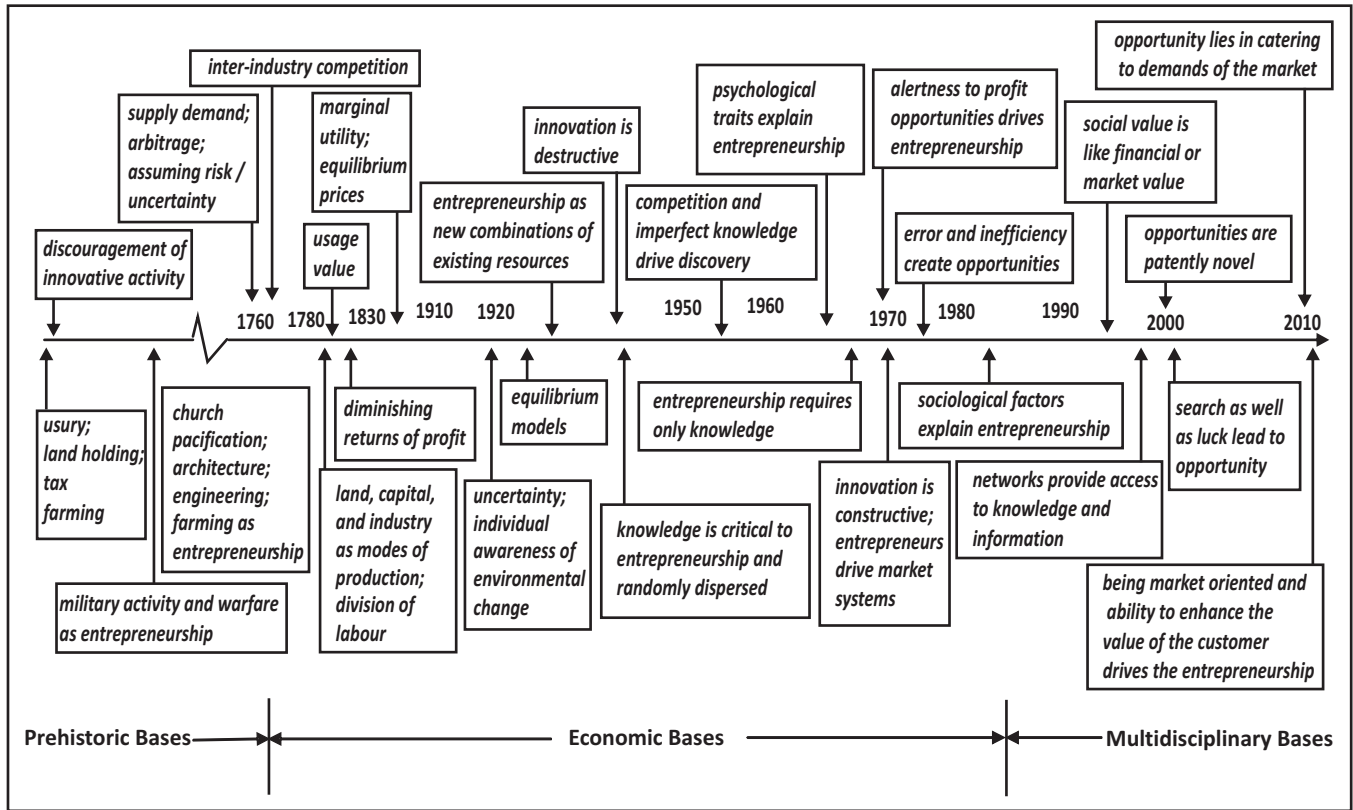 inter-industry competition
supply demand;
arbitrage;
assuming risk /
uncertainty
marginal
utility;
equilibrium
prices
innovation is
destructive
psychological
traits explain
entrepreneurship
alertness to profit
opportunities drives
entrepreneurship
opportunity lies in catering
to demands of the market
social value is
like financial or
market value
discouragement of
innovative activity
usage
value
entrepreneurship as
new combinations of
existing resources
competition and
imperfect knowledge
drive discovery
error and inefficiency
create opportunities
opportunities are
patently novel
1760 1780 1830 1910 1920 1950 1960 1970 1980 1990 2000 2010
usury;
land holding;
tax
farming
church
pacification;
architecture;
engineering;
farming as
entrepreneurship
military activity and warfare
as entrepreneurship
diminishing
returns of profit
land, capital,
and industry
as modes of
production;
division of
labour
equilibrium
models
uncertainty;
individual
awareness of
environmental
change
entrepreneurship requires
only knowledge
knowledge is critical to
entrepreneurship and
randomly dispersed
innovation is
constructive;
entrepreneurs
drive market
systems
sociological factors
explain entrepreneurship
networks provide access
to knowledge and
information
search as well
as luck lead to
opportunity
being market oriented and
ability to enhance the
value of the customer
drives the entrepreneurship
Prehistoric Bases
Economic Bases
Multidisciplinary Bases